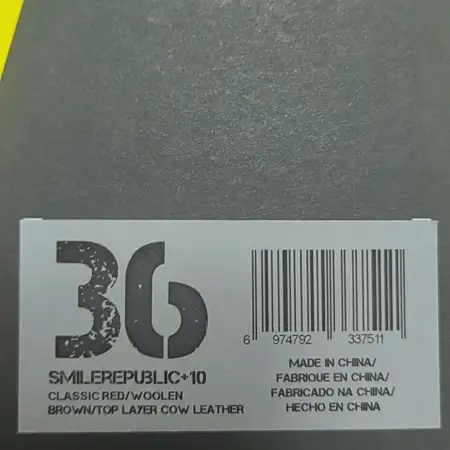 36
SMILEREPUBLIC+10
CLASSIC RED/WOOLEN
BROWN/TOP LAYER COW LEATHER
6 974792 337511
MADE IN CHINA/
FABRIQUE EN CHINA/
FABRICADO NA CHINA/
HECHO EN CHINA